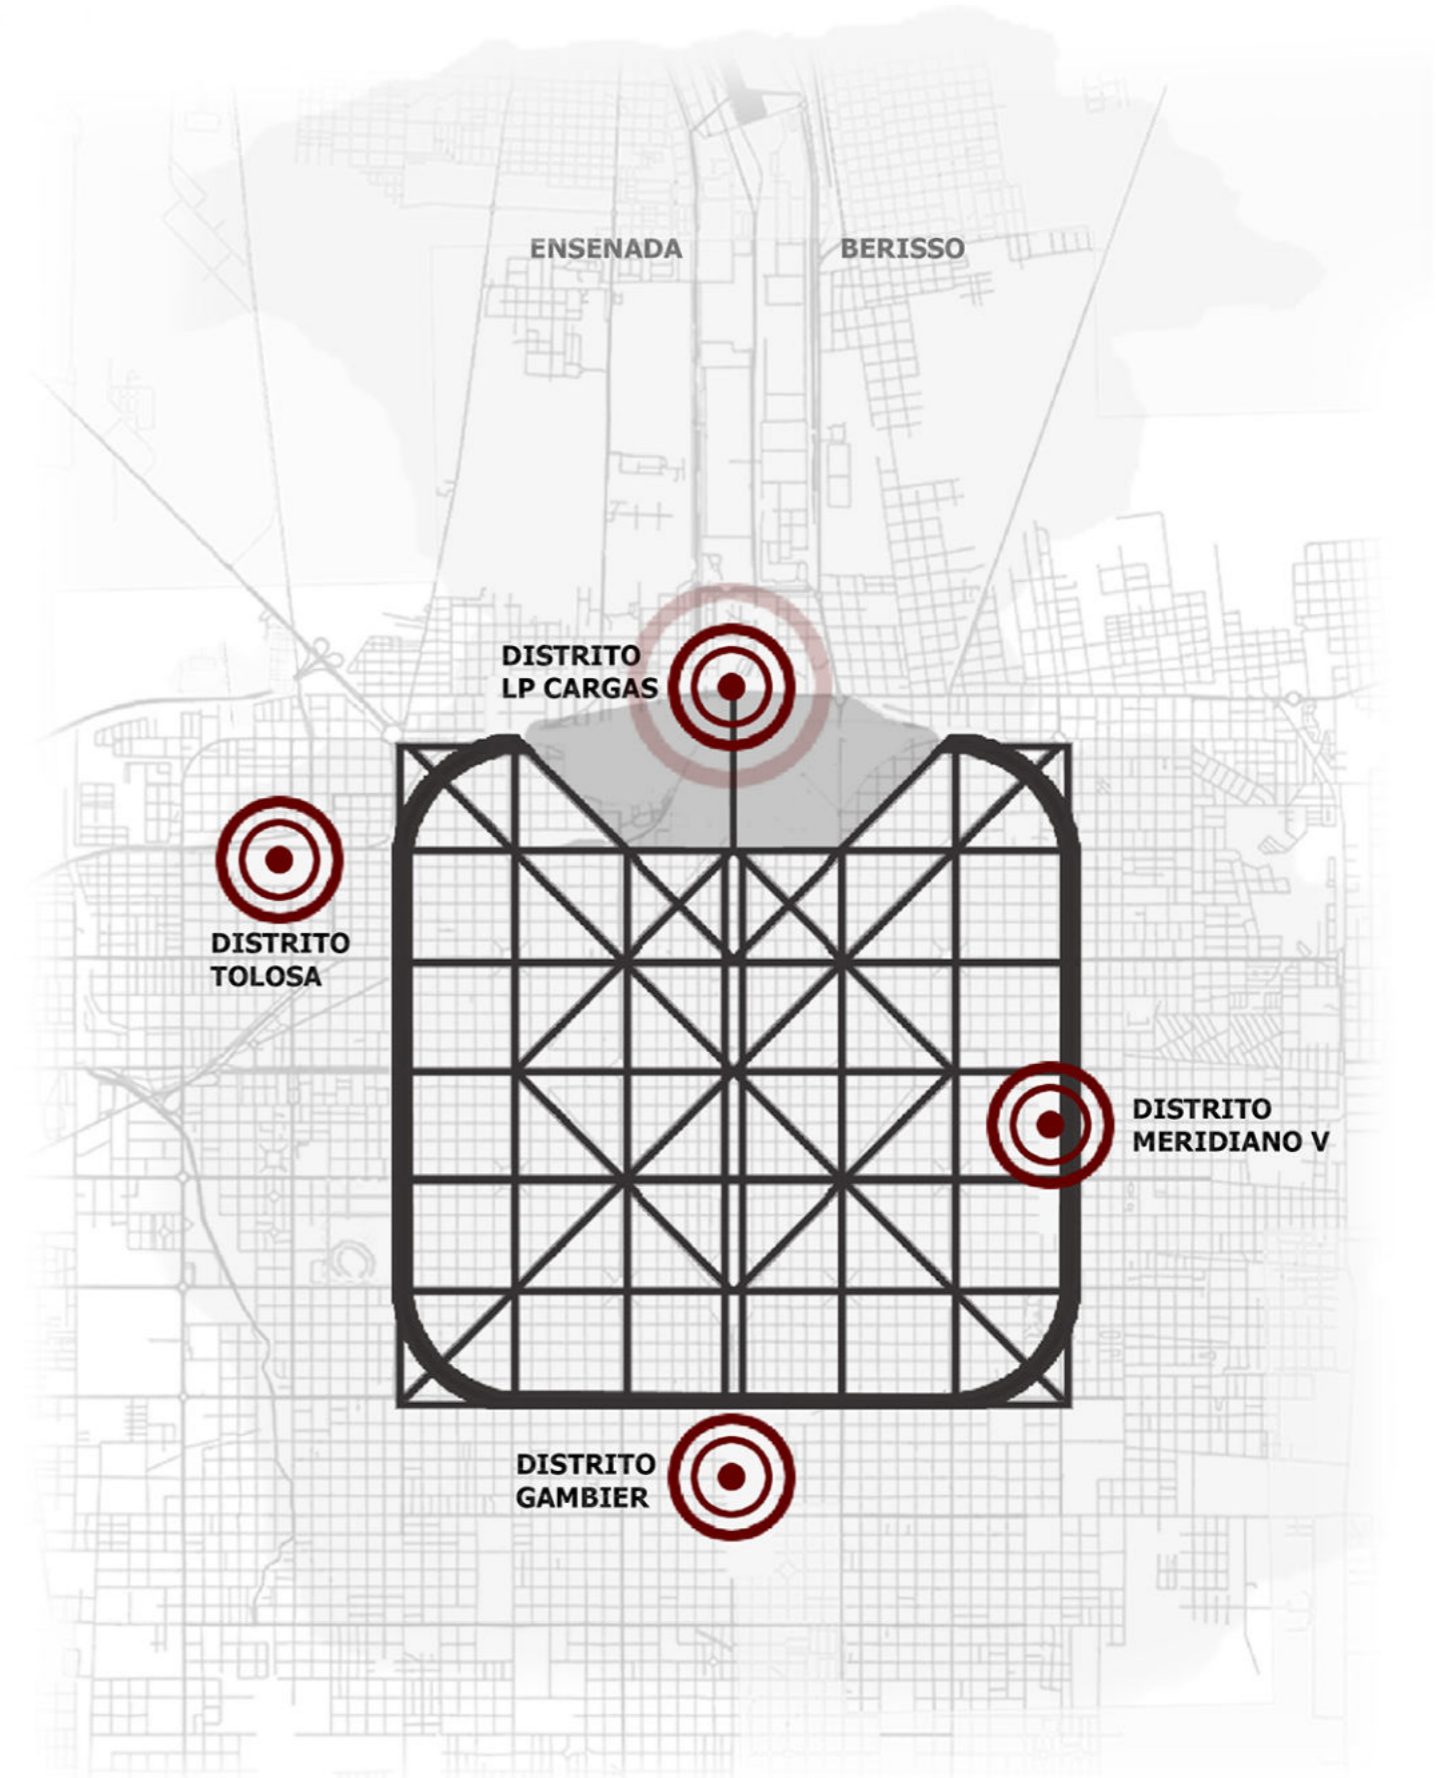 ENSENADA
BERISSO
DISTRITO
LP CARGAS
DISTRITO
TOLOSA
DISTRITO
MERIDIANO V
DISTRITO
GAMBIER